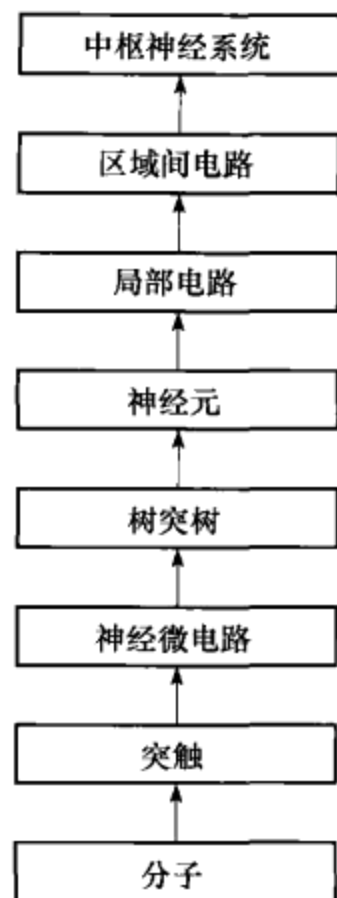 中枢神经系统
区域间电路
局部电路
神经元
树突树
神经微电路
突触
分子